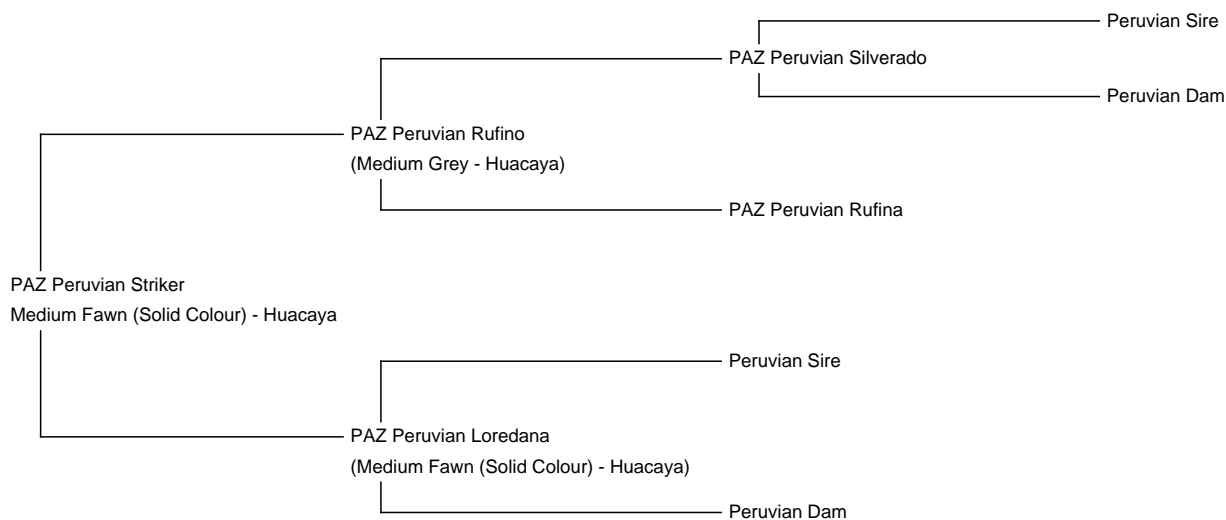 Peruvian Sire
PAZ Peruvian Silverado
Peruvian Dam
PAZ Peruvian Rufino
(Medium Grey - Huacaya)
PAZ Peruvian Rufina
PAZ Peruvian Striker
Medium Fawn (Solid Colour) - Huacaya
Peruvian Sire
PAZ Peruvian Loredana
(Medium Fawn (Solid Colour) - Huacaya)
Peruvian Dam